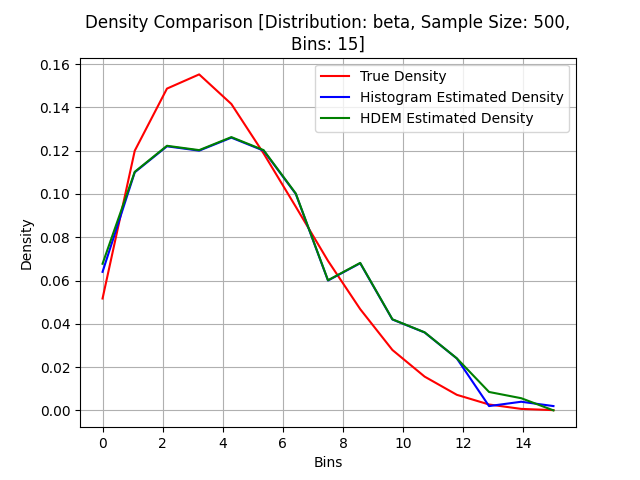 Density Comparison [Distribution: beta, Sample Size: 500,
Bins: 15]
True Density
Histogram Estimated Density
HDEM Estimated Density
Density
0.16
0.14
0.12
0.10
0.08
0.06
0.04
0.02
0.00
0 2 4 6 8 10 12 14
Bins